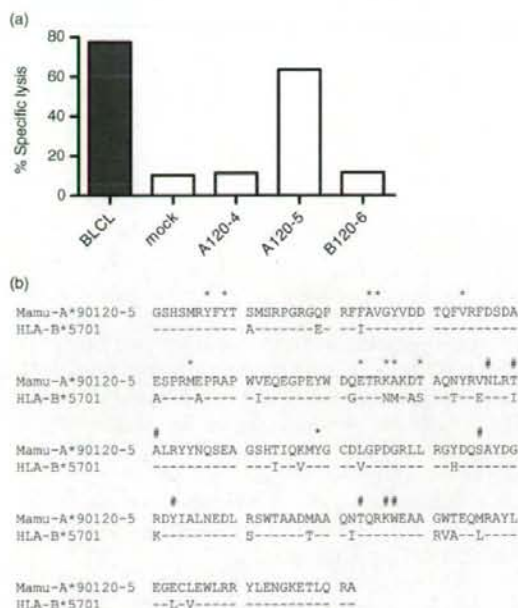 (a)
% Specific lysis
80
60
40
20
0
BLCL
mock
A120-4
A120-5
B120-6
(b)
* * ** *
Mamu-A*90120-5 GSHSMRYFYT SMSRPGRGQP RFFAVGYVDD TQFVRFDSDA
HLA-B*5701 ---------- A-------E- --I------- ----------
* * ** * # #
Mamu-A*90120-5 ESPRMEPRAP WVEQEGPEYW DQETRKAKDT AQNYRVNLRT
HLA-B*5701 A----A---- -I-------- -G---NM-AS --T--E---I
# * #
Mamu-A*90120-5 ALRYYNQSEA GSHTIQKMYG CDLGPDGRLL RGYDQSAYDG
HLA-B*5701 ---------- ---I--V--- --V------- --H-------
# # ##
Mamu-A*90120-5 RDYIALNEDL RSWTAADMAA QNTQRKWEAA GWTEQMRAYL
HLA-B*5701 K--------- S------T-- -I-------- RVA--L----
Mamu-A*90120-5 EGECLEWLRR YLENGKETLQ RA
HLA-B*5701 --L-V----- ---------- --